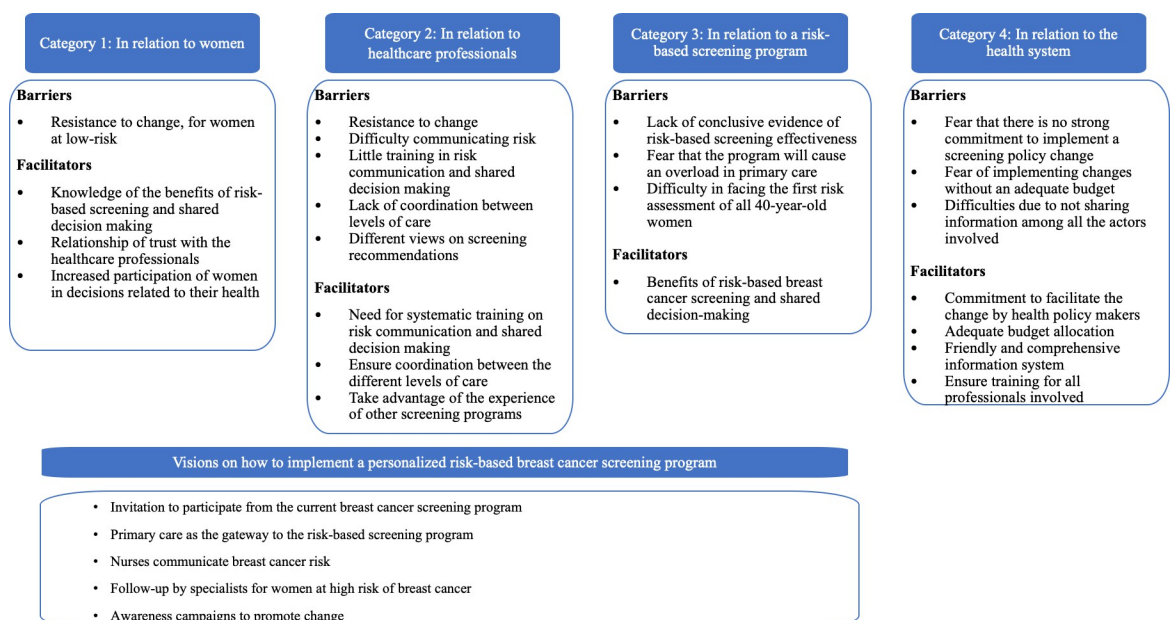 Category 1: In relation to women
Barriers
• Resistance to change, for women
at low-risk
Facilitators
• Knowledge of the benefits of risk-
based screening and shared
decision making
• Relationship of trust with the
healthcare professionals
• Increased participation of women
in decisions related to their health
Category 2: In relation to
healthcare professionals
Barriers
• Resistance to change
• Difficulty communicating risk
• Little training in risk
communication and shared
decision making
• Lack of coordination between
levels of care
• Different views on screening
recommendations
Facilitators
• Need for systematic training on
risk communication and shared
decision making
• Ensure coordination between the
different levels of care
• Take advantage of the experience
of other screening programs
Category 3: In relation to a risk-
based screening program
Barriers
• Lack of conclusive evidence of
risk-based screening effectiveness
• Fear that the program will cause
an overload in primary care
• Difficulty in facing the first risk
assessment of all 40-year-old
women
Facilitators
• Benefits of risk-based breast
cancer screening and shared
decision-making
Category 4: In relation to the
health system
Barriers
• Fear that there is no strong
commitment to implement a
screening policy change
• Fear of implementing changes
without an adequate budget
• Difficulties due to not sharing
information among all the actors
involved
Facilitators
• Commitment to facilitate the
change by health policy makers
• Adequate budget allocation
• Friendly and comprehensive
information system
• Ensure training for all
professionals involved
Visions on how to implement a personalized risk-based breast cancer screening program
• Invitation to participate from the current breast cancer screening program
• Primary care as the gateway to the risk-based screening program
• Nurses communicate breast cancer risk
• Follow-up by specialists for women at high risk of breast cancer
• Awareness campaigns to promote change